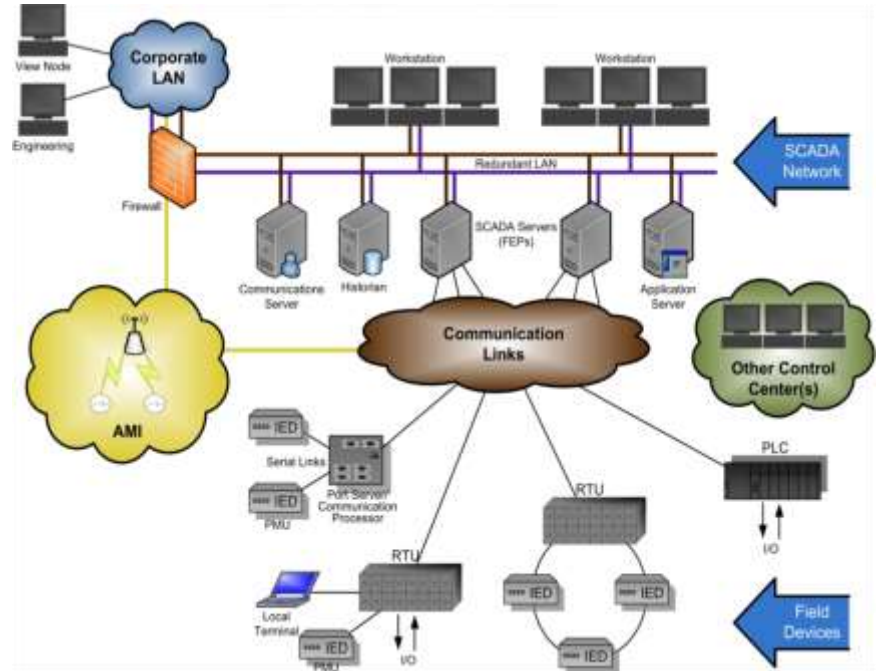 View Node
Engineering
Corporate
LAN
Firewall
Workstation
Workstation
Redundant LAN
SCADA
Network
Communications
Server
Historian
SCADA Servers
(FEPs)
Application
Server
Communication
Links
Other Control
Center(s)
AMI
IED
Serial Links
IED
PMU
Port Server/
Communication
Processor
RTU
Local
Terminal
IED
PMU
I/O
RTU
IED
IED
IED
PLC
I/O
Field
Devices